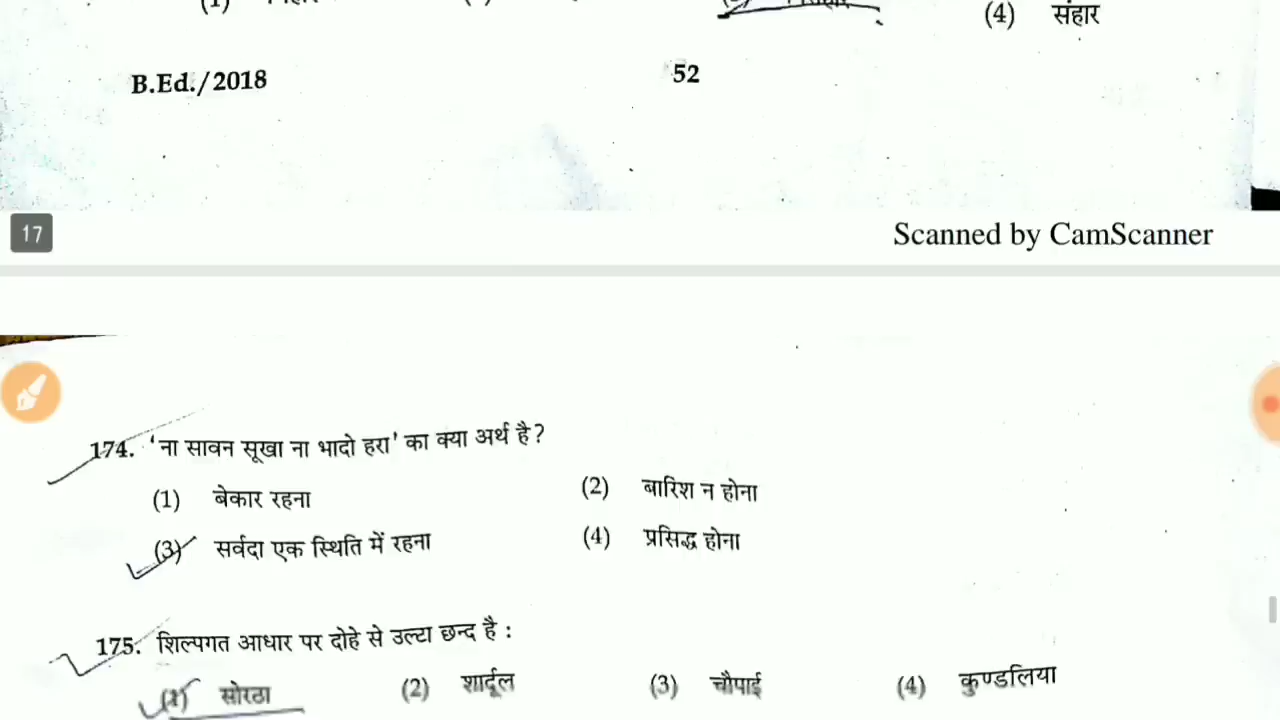 (4) संहार
B.Ed./2018 52
17 Scanned by CamScanner
174. 'ना सावन सूखा ना भादो हरा' का क्या अर्थ है?
(1) बेकार रहना (2) बारिश न होना
(3) सर्वदा एक स्थिति में रहना (4) प्रसिद्ध होना
175. शिल्पगत आधार पर दोहे से उल्टा छन्द है :
(1) सोरठा (2) शार्दूल (3) चौपाई (4) कुण्डलिया